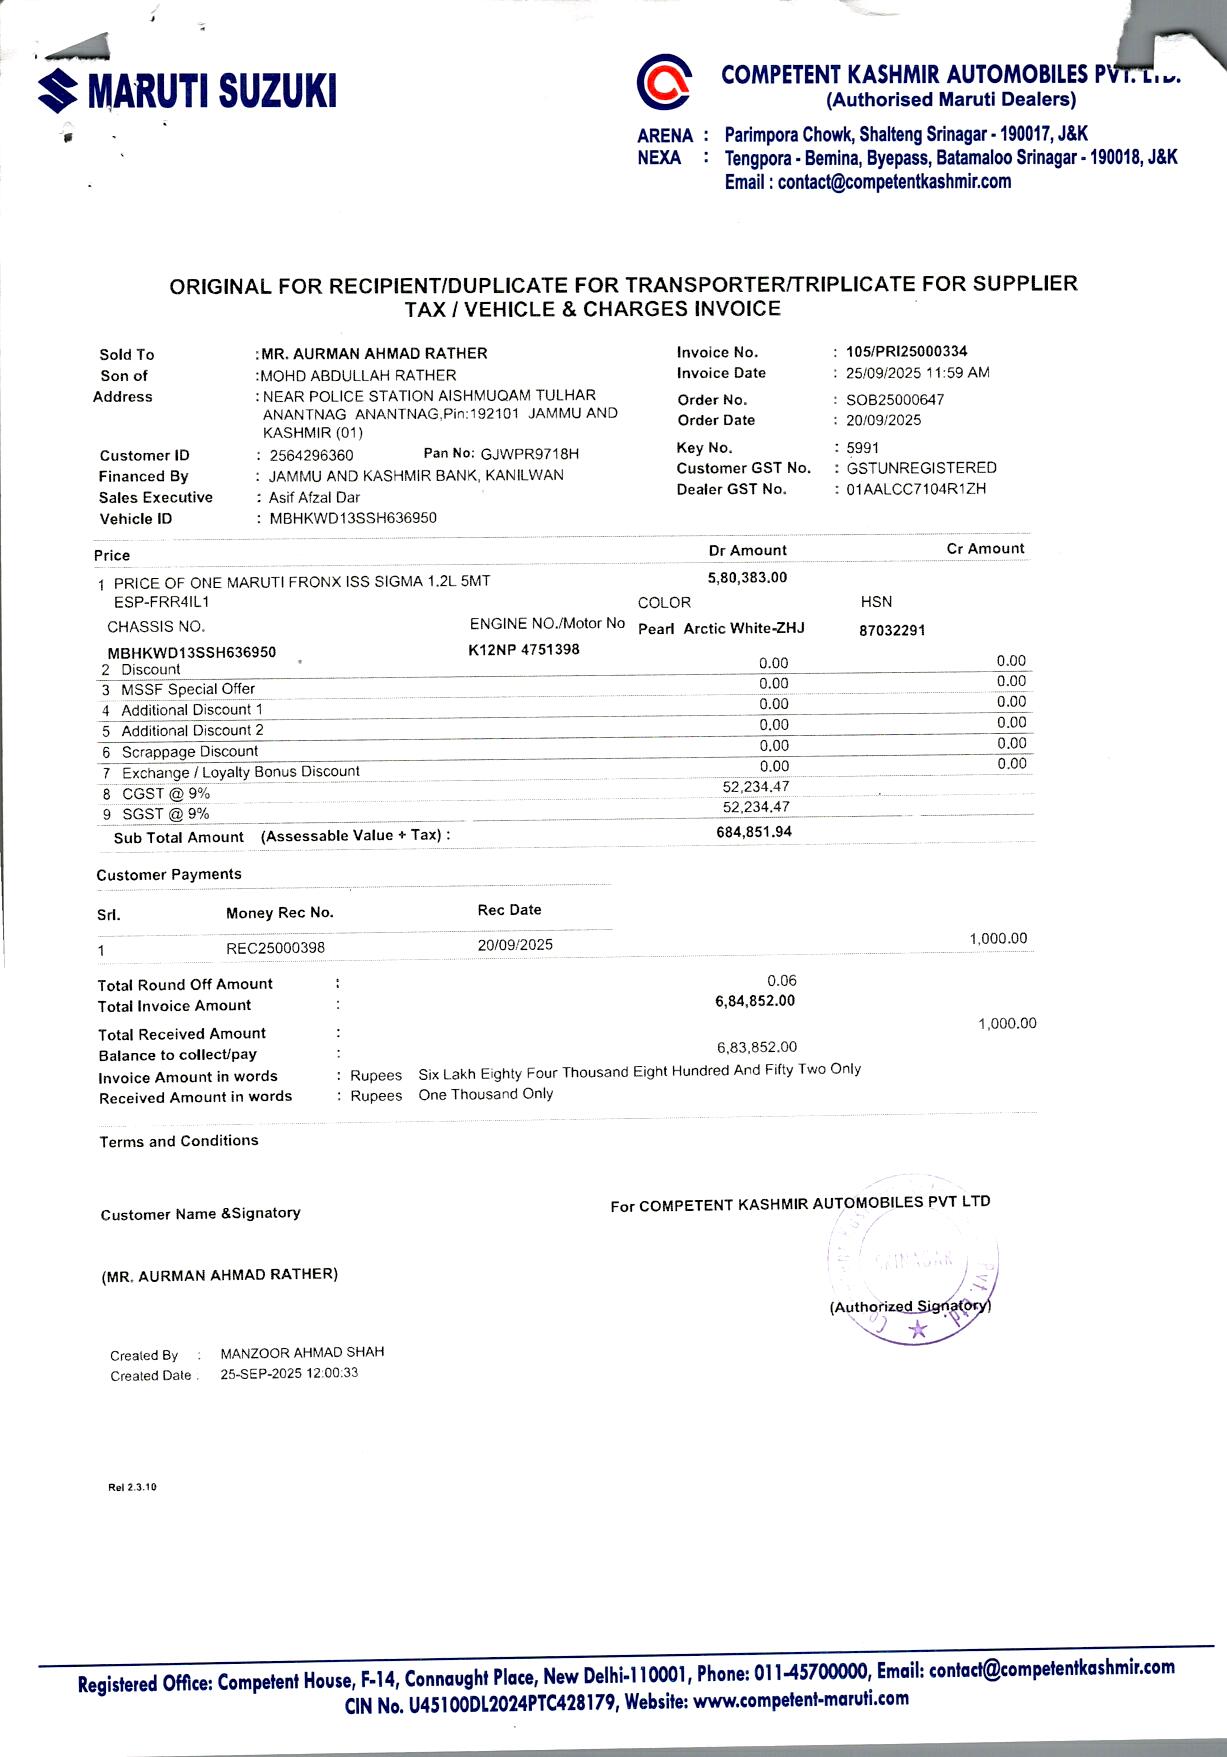 MARUTI SUZUKI
COMPETENT KASHMIR AUTOMOBILES PVT. LTD.
(Authorised Maruti Dealers)
ARENA : Parimpora Chowk, Shalteng Srinagar - 190017, J&K
NEXA : Tengpora - Bemina, Byepass, Batamaloo Srinagar - 190018, J&K
Email : contact@competentkashmir.com
ORIGINAL FOR RECIPIENT/DUPLICATE FOR TRANSPORTER/TRIPLICATE FOR SUPPLIER
TAX / VEHICLE & CHARGES INVOICE
Sold To :MR. AURMAN AHMAD RATHER
Son of :MOHD ABDULLAH RATHER
Address : NEAR POLICE STATION AISHMUQAM TULHAR
ANANTNAG ANANTNAG,Pin:192101 JAMMU AND
KASHMIR (01)
Customer ID : 2564296360 Pan No: GJWPR9718H
Financed By : JAMMU AND KASHMIR BANK, KANILWAN
Sales Executive : Asif Afzal Dar
Vehicle ID : MBHKWD13SSH636950
Invoice No. : 105/PRI25000334
Invoice Date : 25/09/2025 11:59 AM
Order No. : SOB25000647
Order Date : 20/09/2025
Key No. : 5991
Customer GST No. : GSTUNREGISTERED
Dealer GST No. : 01AALCC7104R1ZH
Price Dr Amount Cr Amount
1 PRICE OF ONE MARUTI FRONX ISS SIGMA 1.2L 5MT 5,80,383.00
ESP-FRR4IL1 COLOR HSN
CHASSIS NO. ENGINE NO./Motor No Pearl Arctic White-ZHJ 87032291
MBHKWD13SSH636950 K12NP 4751398
2 Discount 0.00 0.00
3 MSSF Special Offer 0.00 0.00
4 Additional Discount 1 0.00 0.00
5 Additional Discount 2 0.00 0.00
6 Scrappage Discount 0.00 0.00
7 Exchange / Loyalty Bonus Discount 0.00 0.00
8 CGST @ 9% 52,234.47
9 SGST @ 9% 52,234.47
Sub Total Amount (Assessable Value + Tax) : 684,851.94
Customer Payments
Srl. Money Rec No. Rec Date
1 REC25000398 20/09/2025 1,000.00
Total Round Off Amount : 0.06
Total Invoice Amount : 6,84,852.00
Total Received Amount : 1,000.00
Balance to collect/pay : 6,83,852.00
Invoice Amount in words : Rupees Six Lakh Eighty Four Thousand Eight Hundred And Fifty Two Only
Received Amount in words : Rupees One Thousand Only
Terms and Conditions
Customer Name &Signatory
For COMPETENT KASHMIR AUTOMOBILES PVT LTD
SRINAGAR
Pvt. Ltd.
(MR. AURMAN AHMAD RATHER)
(Authorized Signatory)
Created By : MANZOOR AHMAD SHAH
Created Date . 25-SEP-2025 12:00:33
Rel 2.3.10
Registered Office: Competent House, F-14, Connaught Place, New Delhi-110001, Phone: 011-45700000, Email: contact@competentkashmir.com
CIN No. U45100DL2024PTC428179, Website: www.competent-maruti.com